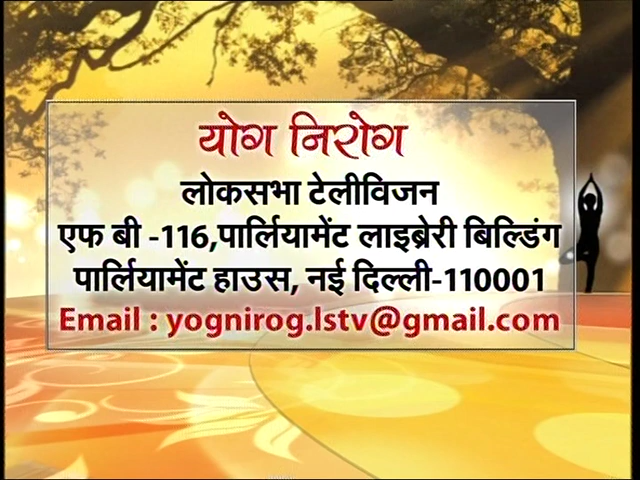 योग निरोग
लोकसभा टेलीविजन
एफ बी -116,पार्लियामेंट लाइब्रेरी बिल्डिंग
पार्लियामेंट हाउस, नई दिल्ली-110001
Email : yognirog.lstv@gmail.com